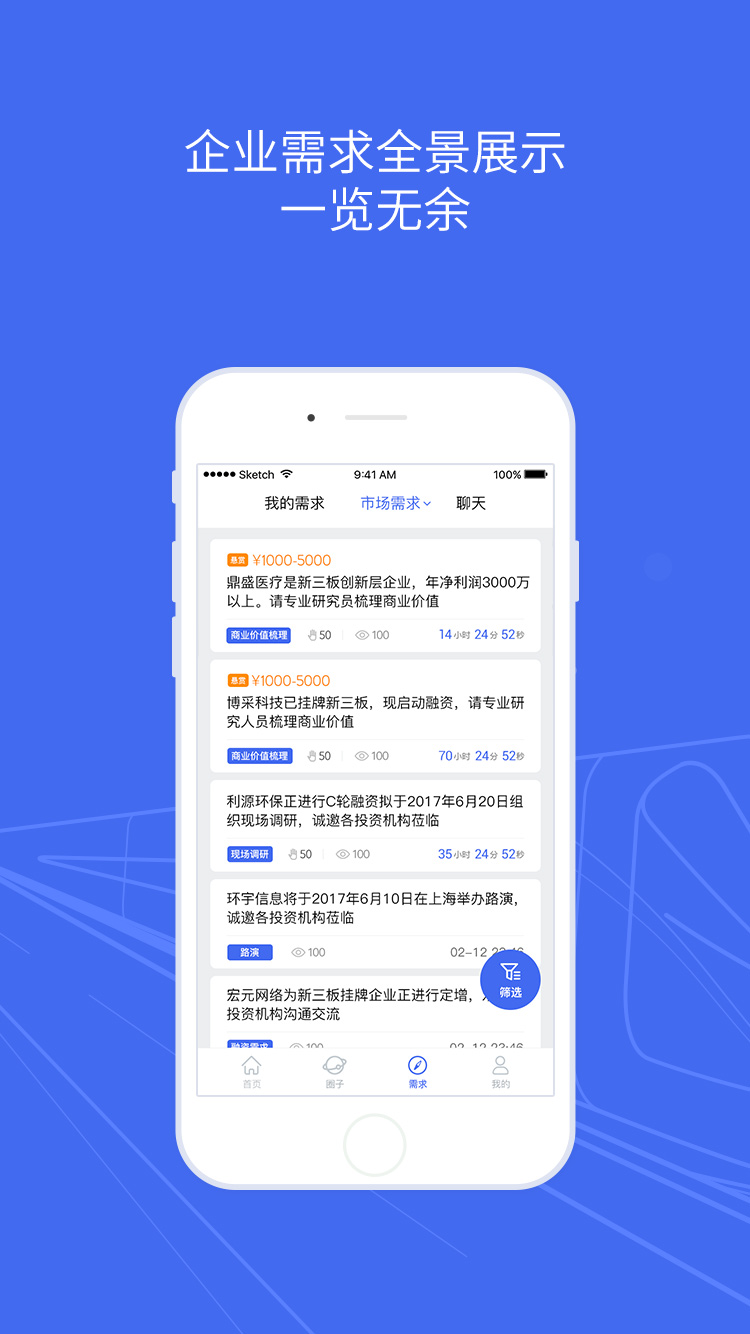 企业需求全景展示
一览无余
Sketch 9:41 AM 100%
我的需求 市场需求 聊天
悬赏 ¥1000-5000
鼎盛医疗是新三板创新层企业，年净利润3000万
以上。请专业研究员梳理商业价值
商业价值梳理 50 100 14小时 24分 52秒
悬赏 ¥1000-5000
博采科技已挂牌新三板，现启动融资，请专业研
究人员梳理商业价值
商业价值梳理 50 100 70小时 24分 52秒
利源环保正进行C轮融资拟于2017年6月20日组
织现场调研，诚邀各投资机构莅临
现场调研 50 100 35小时 24分 52秒
环宇信息将于2017年6月10日在上海举办路演，
诚邀各投资机构莅临
路演 100 02-12 23:46
筛选
宏元网络为新三板挂牌企业正进行定增，
投资机构沟通交流
融资需求 100 02-12 23:46
首页 圈子 需求 我的